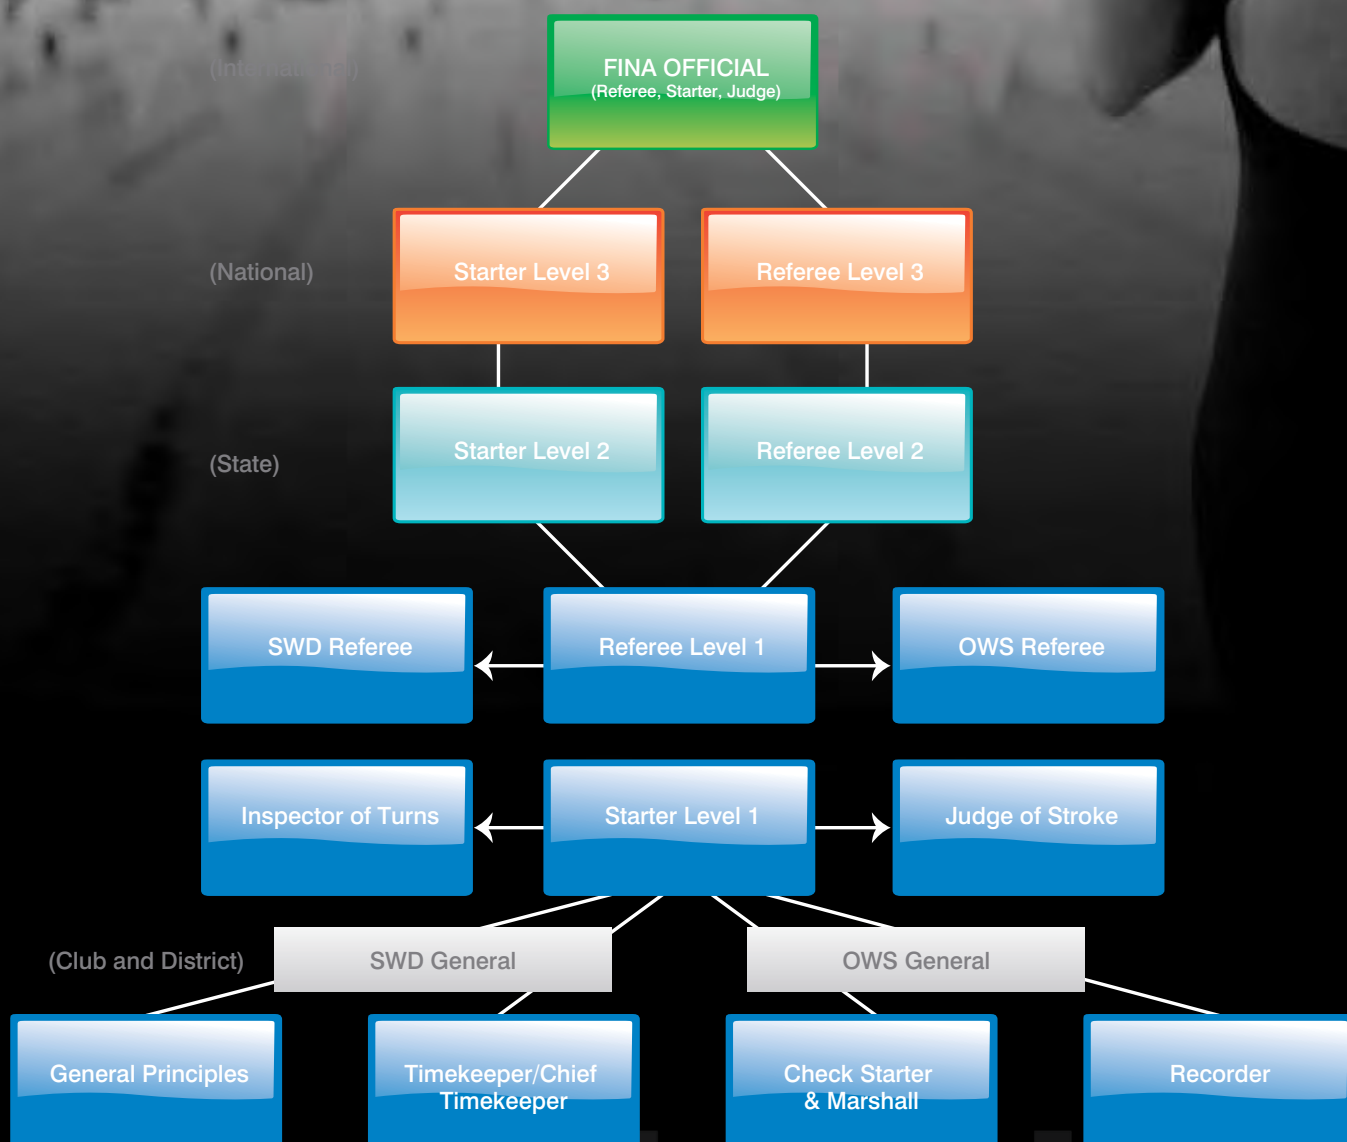 (International)
FINA OFFICIAL
(Referee, Starter, Judge)
(National)
Starter Level 3
Referee Level 3
(State)
Starter Level 2
Referee Level 2
SWD Referee
Referee Level 1
OWS Referee
Inspector of Turns
Starter Level 1
Judge of Stroke
(Club and District)
SWD General
OWS General
General Principles
Timekeeper/Chief
Timekeeper
Check Starter
& Marshall
Recorder